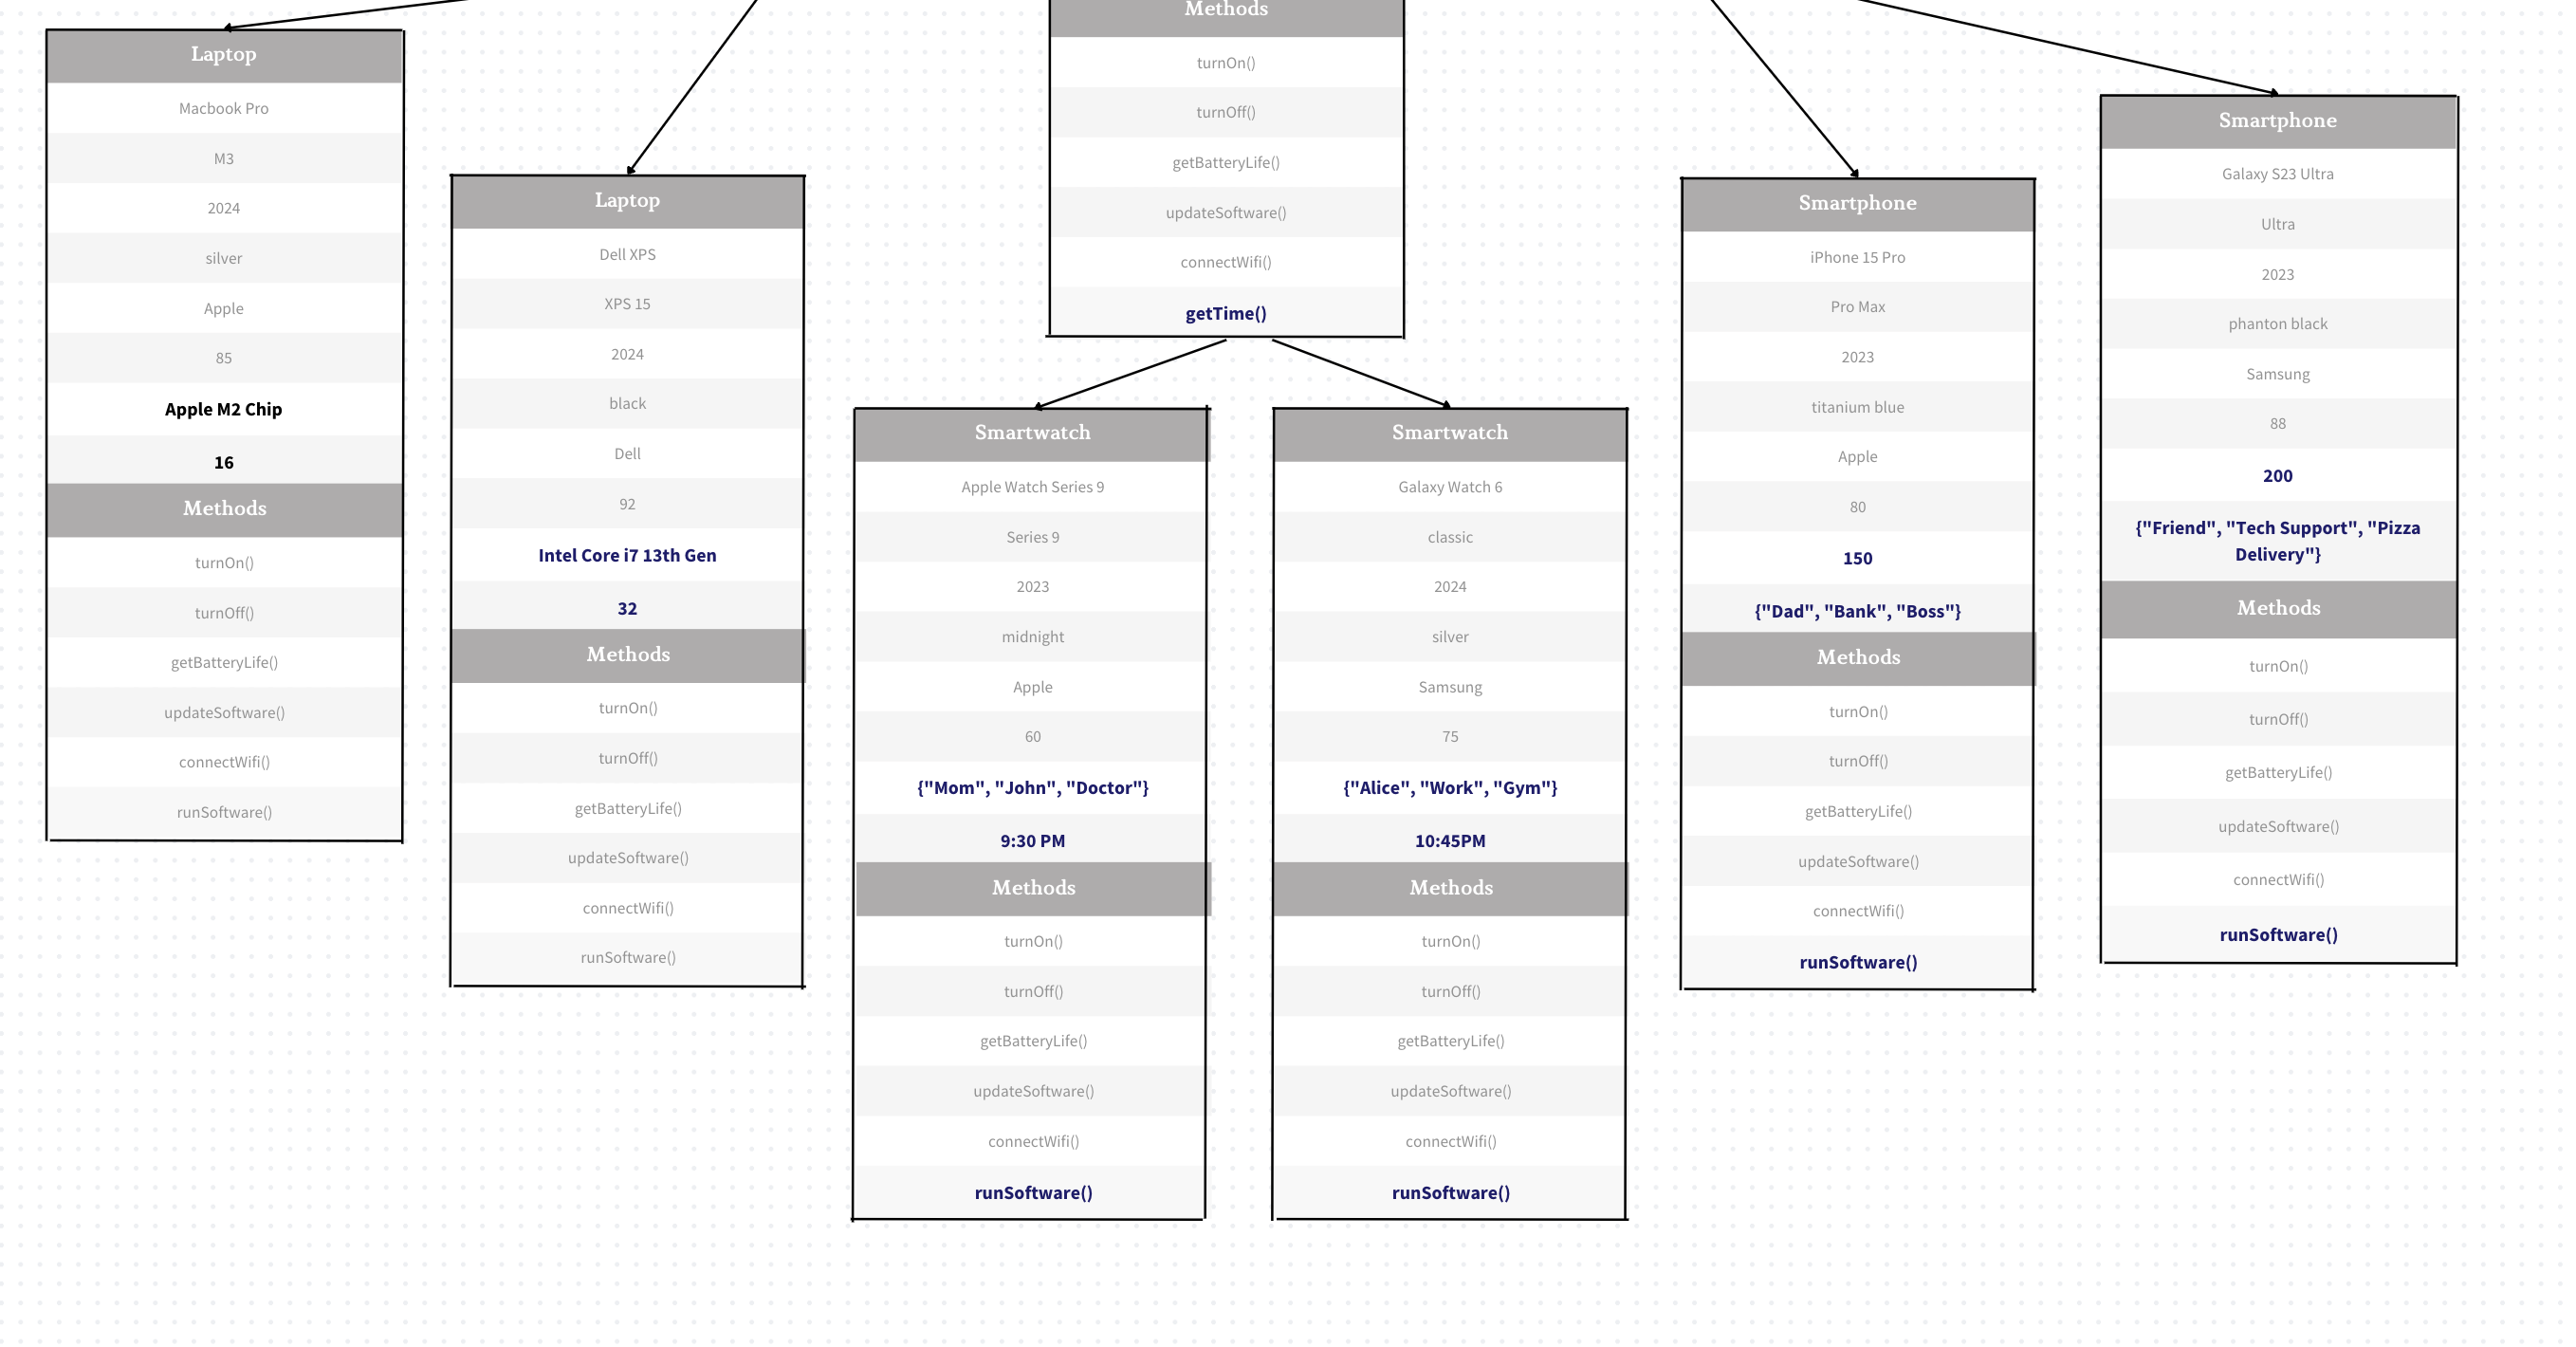 Laptop
Macbook Pro
M3
2024
silver
Apple
85
Apple M2 Chip
16
Methods
turnOn()
turnOff()
getBatteryLife()
updateSoftware()
connectWifi()
runSoftware()
Laptop
Dell XPS
XPS 15
2024
black
Dell
92
Intel Core i7 13th Gen
32
Methods
turnOn()
turnOff()
getBatteryLife()
updateSoftware()
connectWifi()
runSoftware()
Methods
turnOn()
turnOff()
getBatteryLife()
updateSoftware()
connectWifi()
getTime()
Smartwatch
Apple Watch Series 9
Series 9
2023
midnight
Apple
60
{"Mom", "John", "Doctor"}
9:30 PM
Methods
turnOn()
turnOff()
getBatteryLife()
updateSoftware()
connectWifi()
runSoftware()
Smartwatch
Galaxy Watch 6
classic
2024
silver
Samsung
75
{"Alice", "Work", "Gym"}
10:45PM
Methods
turnOn()
turnOff()
getBatteryLife()
updateSoftware()
connectWifi()
runSoftware()
Smartphone
iPhone 15 Pro
Pro Max
2023
titanium blue
Apple
80
150
{"Dad", "Bank", "Boss"}
Methods
turnOn()
turnOff()
getBatteryLife()
updateSoftware()
connectWifi()
runSoftware()
Smartphone
Galaxy S23 Ultra
Ultra
2023
phanton black
Samsung
88
200
{"Friend", "Tech Support", "Pizza
Delivery"}
Methods
turnOn()
turnOff()
getBatteryLife()
updateSoftware()
connectWifi()
runSoftware()